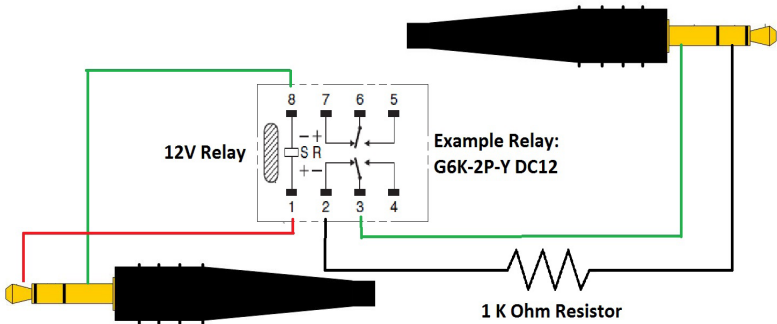 8 7 6 5
12V Relay
− +
S R
+ −
Example Relay:
G6K-2P-Y DC12
1 2 3 4
1 K Ohm Resistor